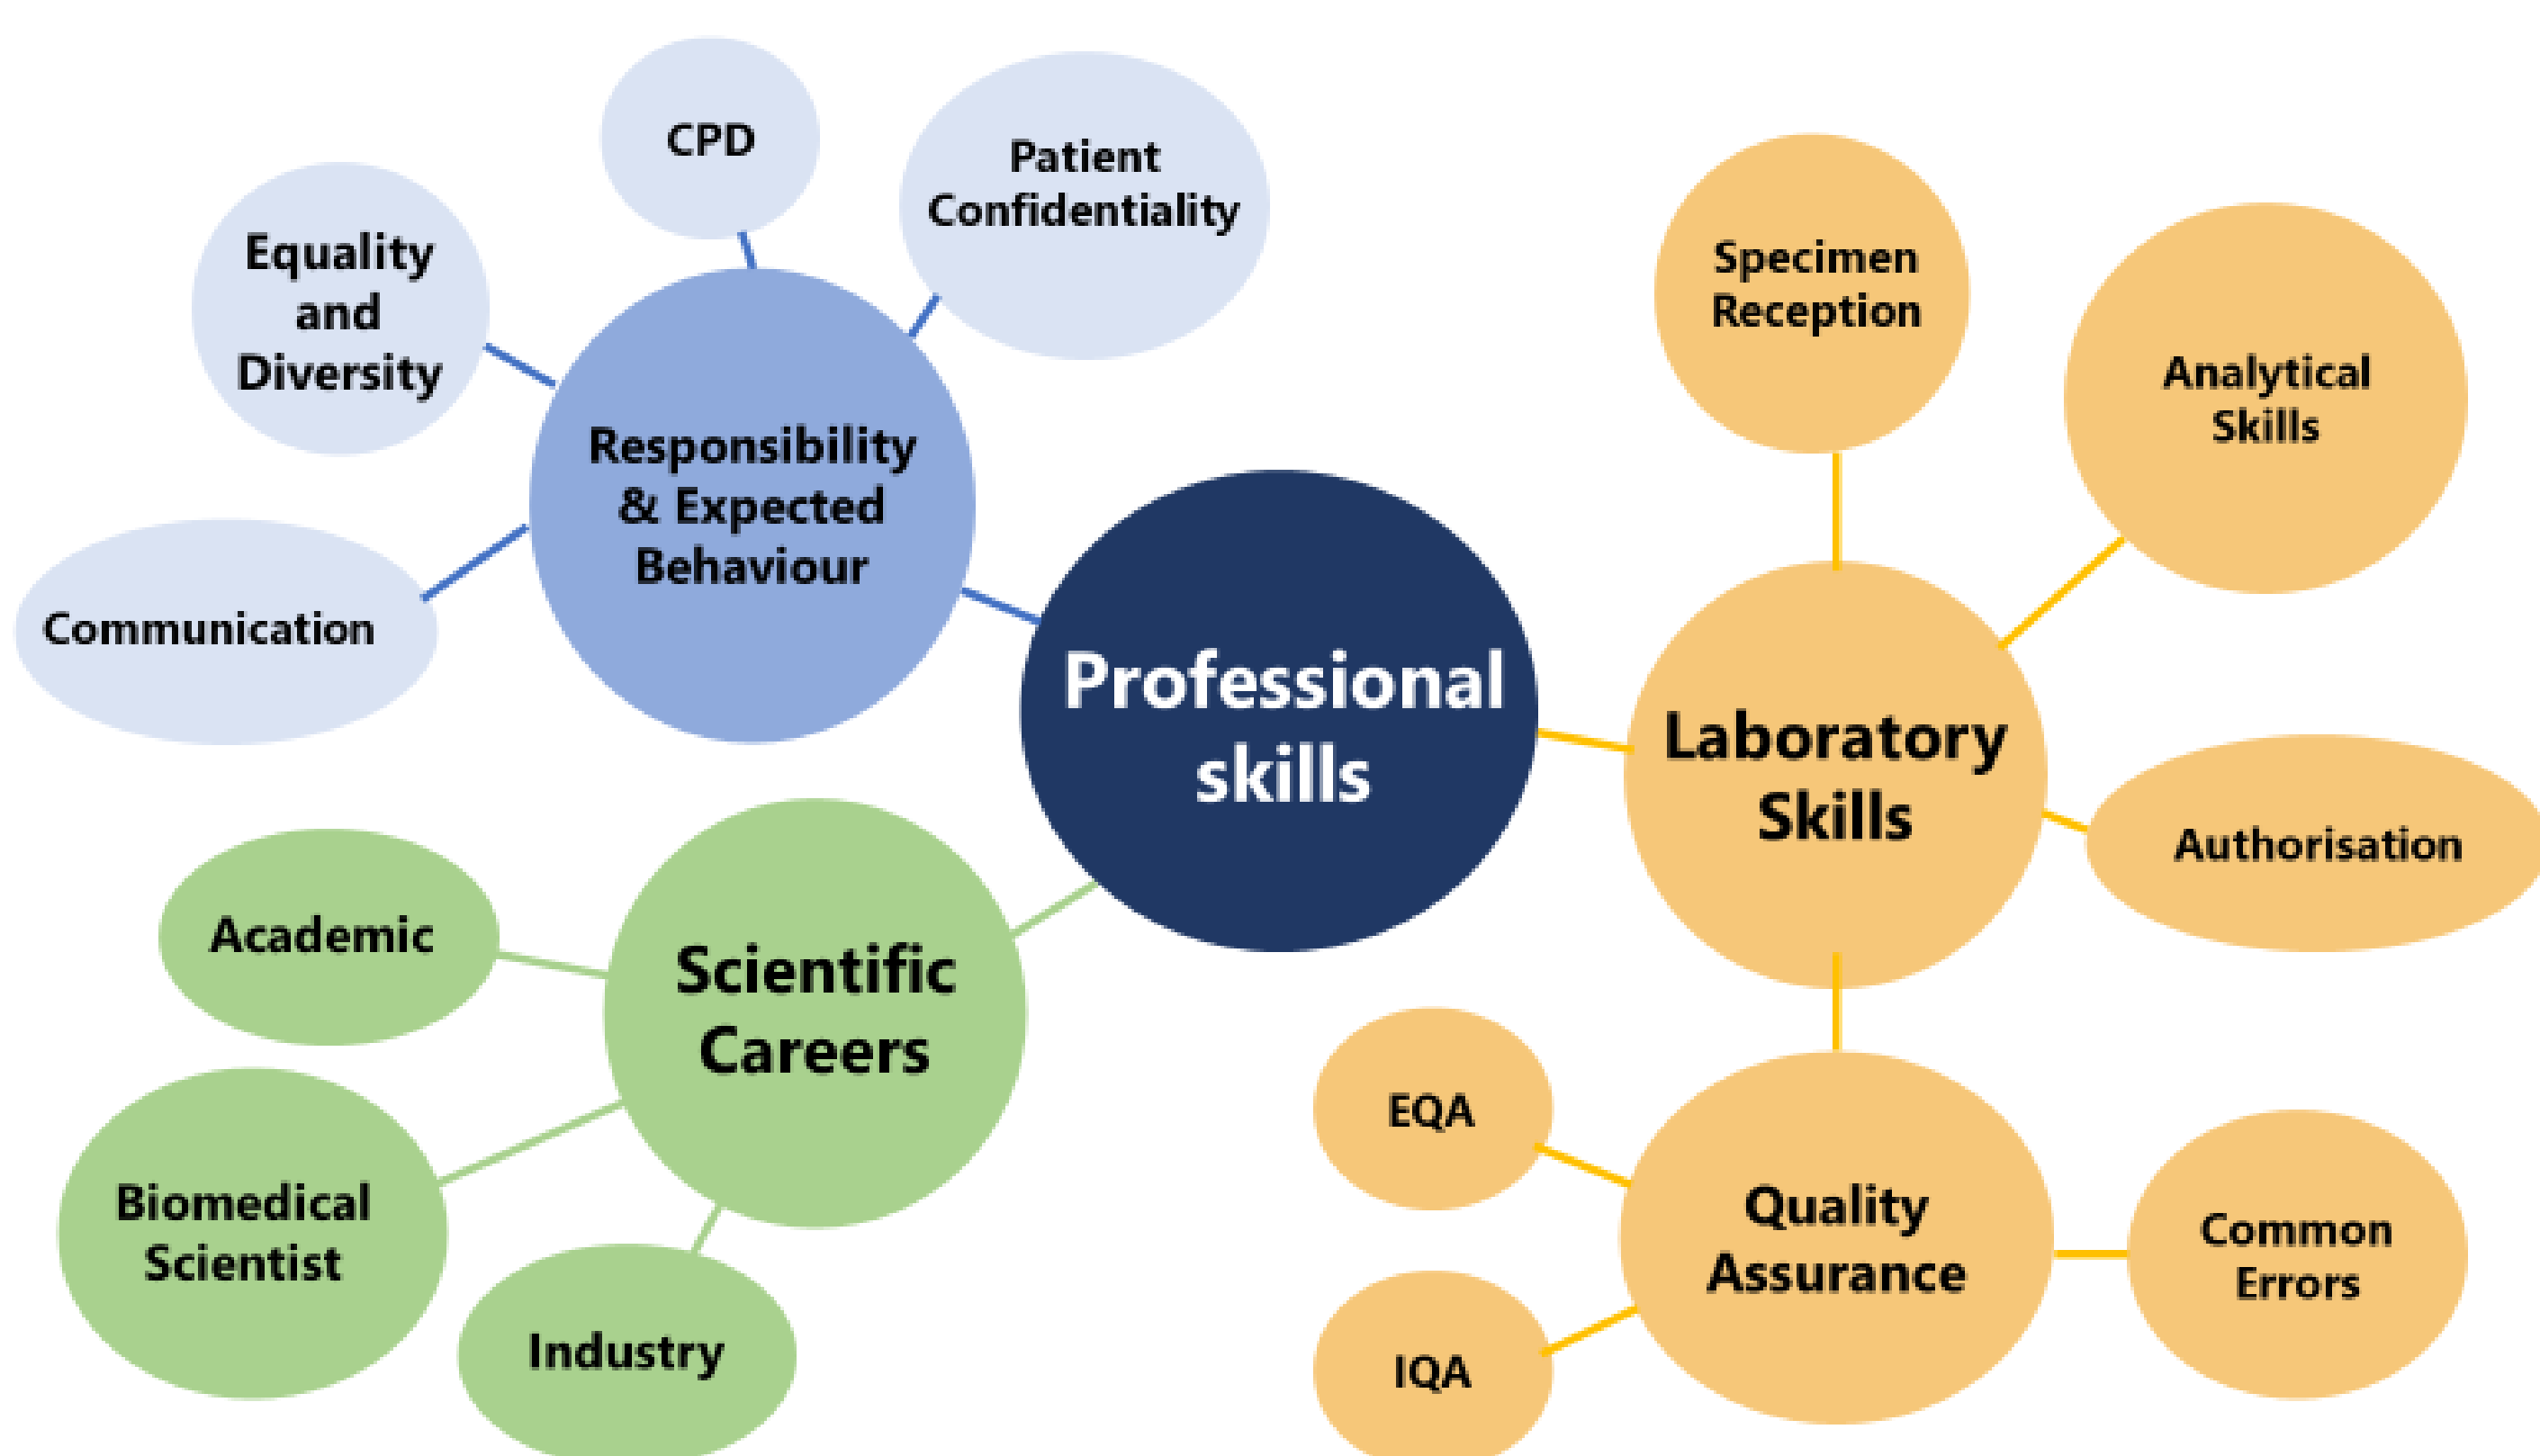 CPD
Patient
Confidentiality
Equality
and
Diversity
Responsibility
& Expected
Behaviour
Communication
Professional
skills
Specimen
Reception
Analytical
Skills
Laboratory
Skills
Authorisation
Academic
Scientific
Careers
Biomedical
Scientist
Industry
EQA
Quality
Assurance
Common
Errors
IQA